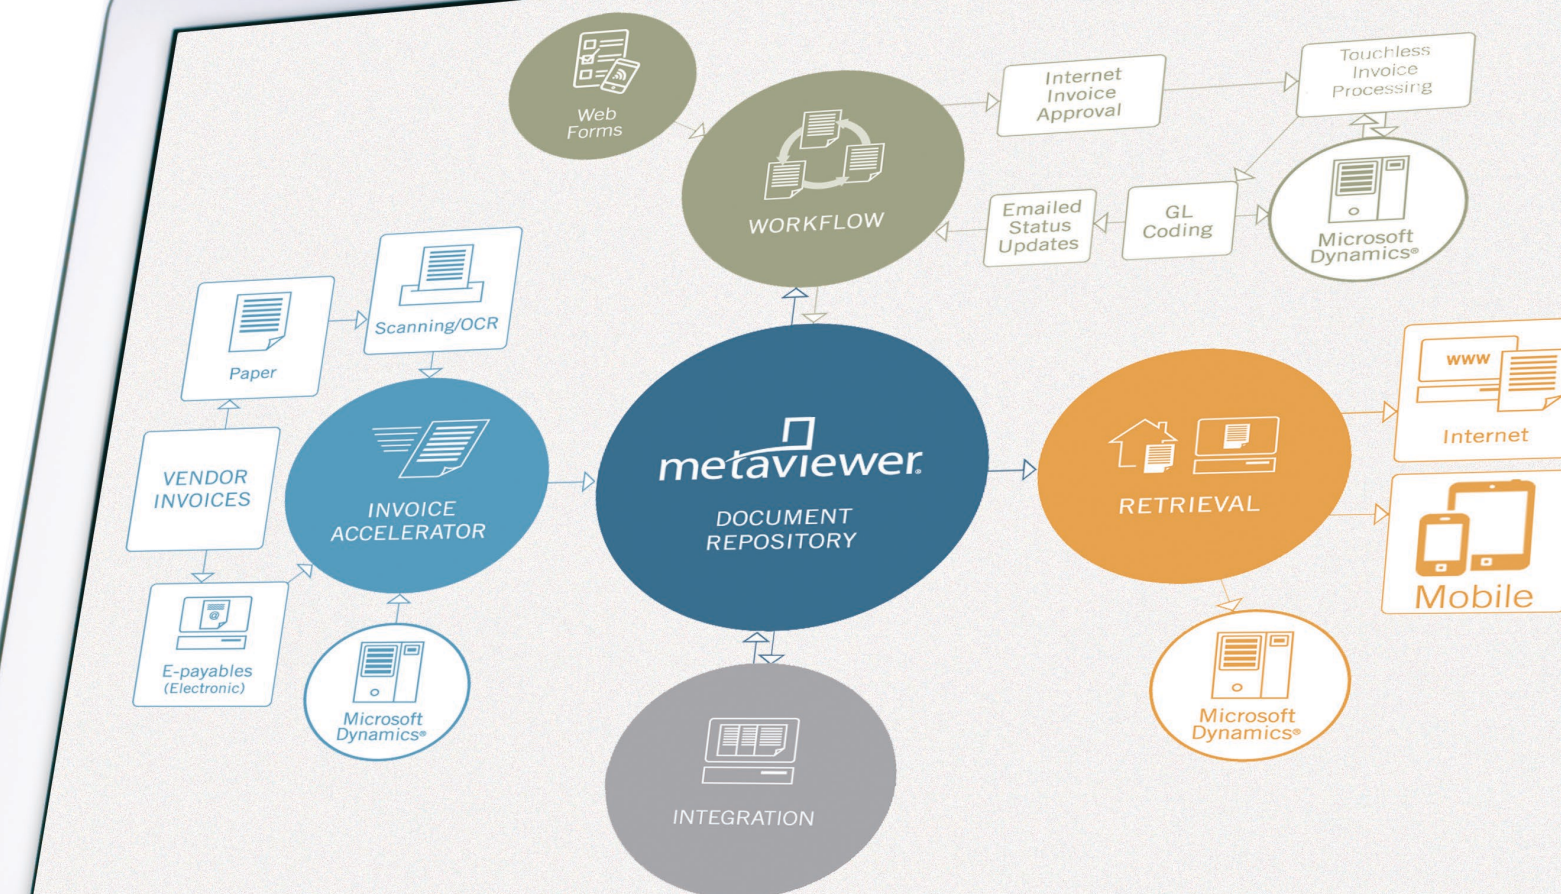 Web
Forms
WORKFLOW
Internet
Invoice
Approval
Touchless
Invoice
Processing
Emailed
Status
Updates
GL
Coding
Microsoft
Dynamics®
Paper
Scanning/OCR
VENDOR
INVOICES
INVOICE
ACCELERATOR
E-payables
(Electronic)
@
Microsoft
Dynamics®
metaviewer®
DOCUMENT
REPOSITORY
INTEGRATION
RETRIEVAL
www
Internet
Mobile
Microsoft
Dynamics®